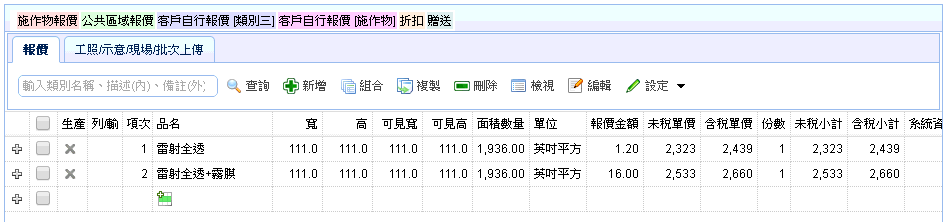 施作物報價 公共區域報價 客戶自行報價 [類別三] 客戶自行報價 [施作物] 折扣 贈送
報價 工照/示意/現場/批次上傳
輸入類別名稱、描述(內)、備註(外) 查詢 新增 組合 複製 刪除 檢視 編輯 設定
生産 列/輸 項次 品名 寬 高 可見寬 可見高 面積數量 單位 報價金額 未稅單價 含稅單價 份數 未稅小計 含稅小計 系統資
1 雷射全透 111.0 111.0 111.0 111.0 1,936.00 英吋平方 1.20 2,323 2,439 1 2,323 2,439
2 雷射全透+霧膜 111.0 111.0 111.0 111.0 1,936.00 英吋平方 16.00 2,533 2,660 1 2,533 2,660